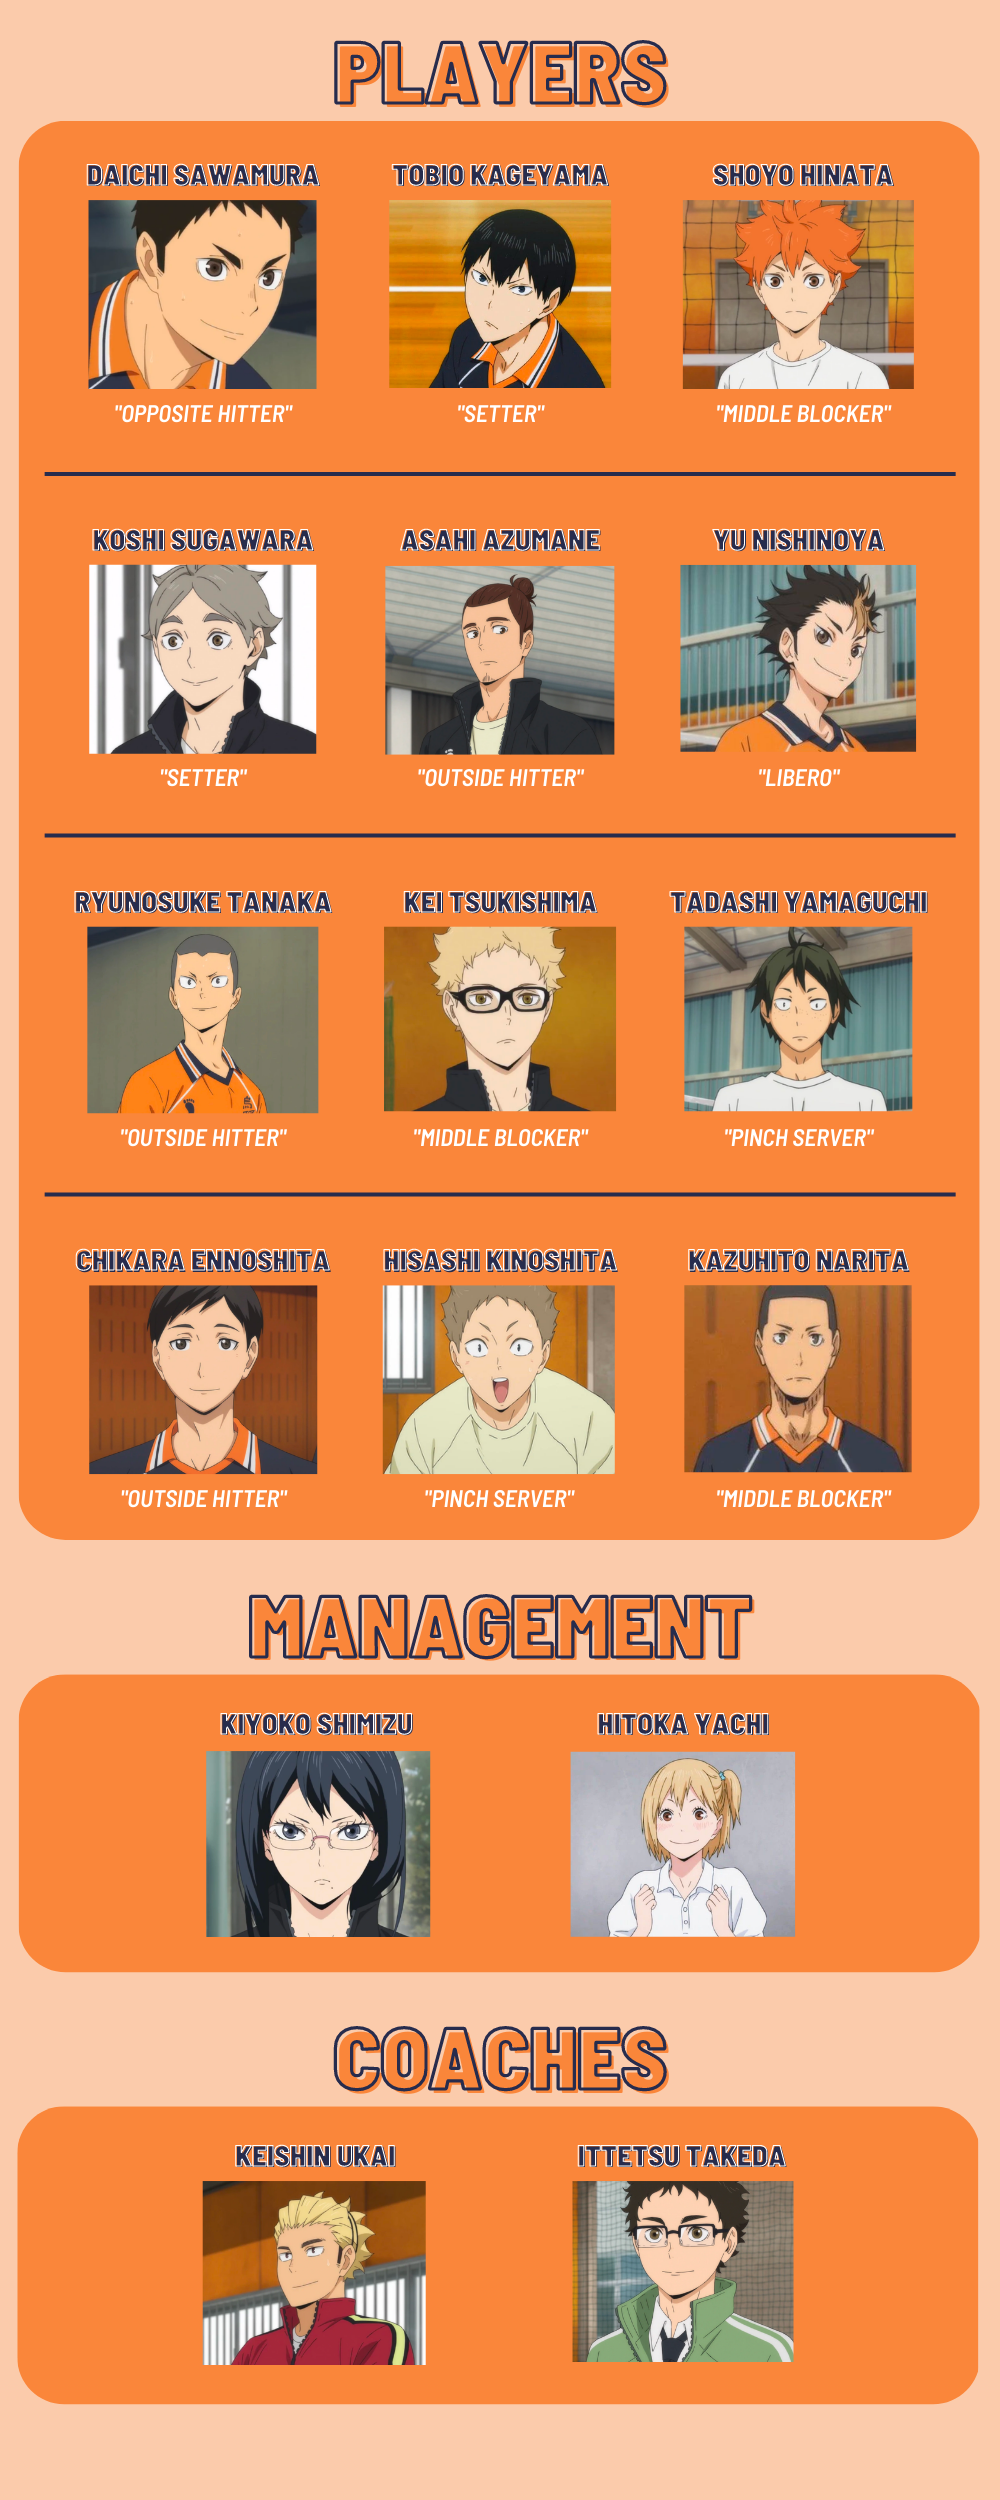 PLAYERS
DAICHI SAWAMURA TOBIO KAGEYAMA SHOYO HINATA
"OPPOSITE HITTER" "SETTER" "MIDDLE BLOCKER"
KOSHI SUGAWARA ASAHI AZUMANE YU NISHINOYA
"SETTER" "OUTSIDE HITTER" "LIBERO"
RYUNOSUKE TANAKA KEI TSUKISHIMA TADASHI YAMAGUCHI
"OUTSIDE HITTER" "MIDDLE BLOCKER" "PINCH SERVER"
CHIKARA ENNOSHITA HISASHI KINOSHITA KAZUHITO NARITA
"OUTSIDE HITTER" "PINCH SERVER" "MIDDLE BLOCKER"
MANAGEMENT
KIYOKO SHIMIZU HITOKA YACHI
COACHES
KEISHIN UKAI ITTETSU TAKEDA